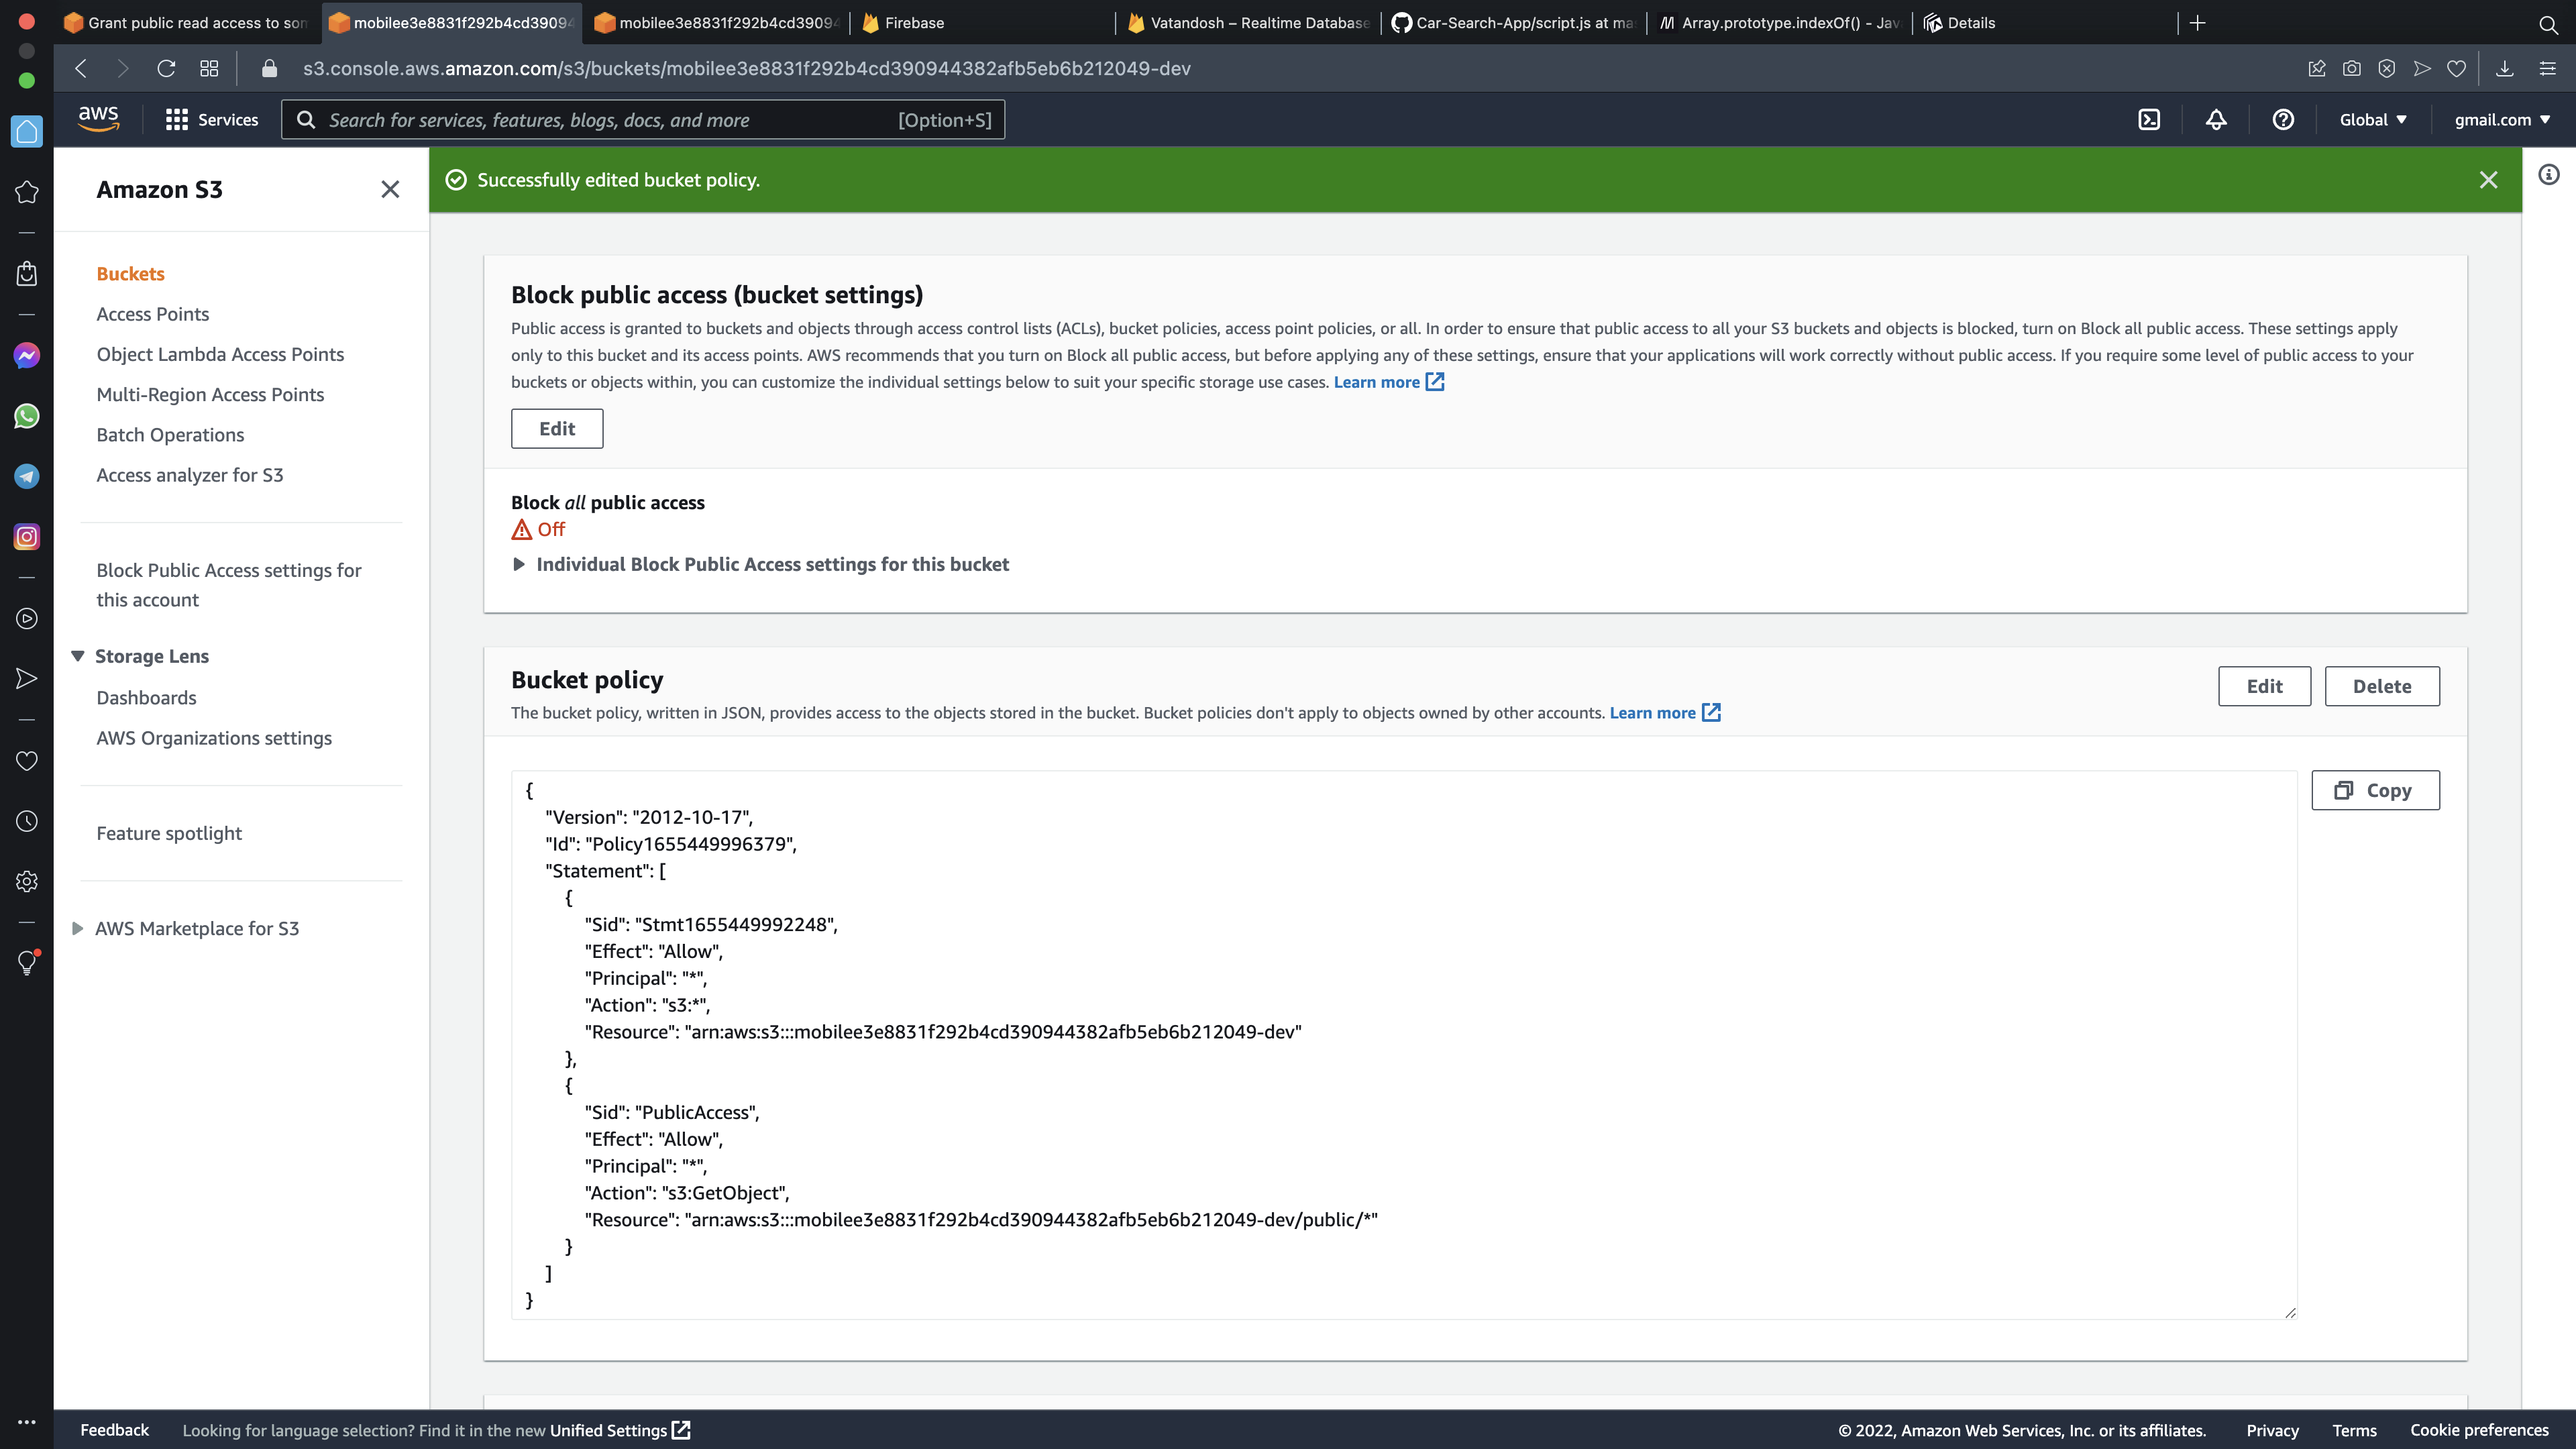 Grant public read access to som
mobilee3e8831f292b4cd39094
mobilee3e8831f292b4cd39094
Firebase
Vatandosh – Realtime Database
Car-Search-App/script.js at ma
Array.prototype.indexOf() - Jav
Details
s3.console.aws.amazon.com/s3/buckets/mobilee3e8831f292b4cd390944382afb5eb6b212049-dev
aws
Services
Search for services, features, blogs, docs, and more
[Option+S]
Global
gmail.com
Amazon S3
Buckets
Access Points
Object Lambda Access Points
Multi-Region Access Points
Batch Operations
Access analyzer for S3
Block Public Access settings for
this account
Storage Lens
Dashboards
AWS Organizations settings
Feature spotlight
AWS Marketplace for S3
Successfully edited bucket policy.
Block public access (bucket settings)
Public access is granted to buckets and objects through access control lists (ACLs), bucket policies, access point policies, or all. In order to ensure that public access to all your S3 buckets and objects is blocked, turn on Block all public access. These settings apply
only to this bucket and its access points. AWS recommends that you turn on Block all public access, but before applying any of these settings, ensure that your applications will work correctly without public access. If you require some level of public access to your
buckets or objects within, you can customize the individual settings below to suit your specific storage use cases. Learn more
Edit
Block all public access
Off
Individual Block Public Access settings for this bucket
Bucket policy
Edit
Delete
The bucket policy, written in JSON, provides access to the objects stored in the bucket. Bucket policies don't apply to objects owned by other accounts. Learn more
Copy
{
"Version": "2012-10-17",
"Id": "Policy1655449996379",
"Statement": [
{
"Sid": "Stmt1655449992248",
"Effect": "Allow",
"Principal": "*",
"Action": "s3:*",
"Resource": "arn:aws:s3:::mobilee3e8831f292b4cd390944382afb5eb6b212049-dev"
},
{
"Sid": "PublicAccess",
"Effect": "Allow",
"Principal": "*",
"Action": "s3:GetObject",
"Resource": "arn:aws:s3:::mobilee3e8831f292b4cd390944382afb5eb6b212049-dev/public/*"
}
]
}
Feedback
Looking for language selection? Find it in the new Unified Settings
© 2022, Amazon Web Services, Inc. or its affiliates.
Privacy
Terms
Cookie preferences